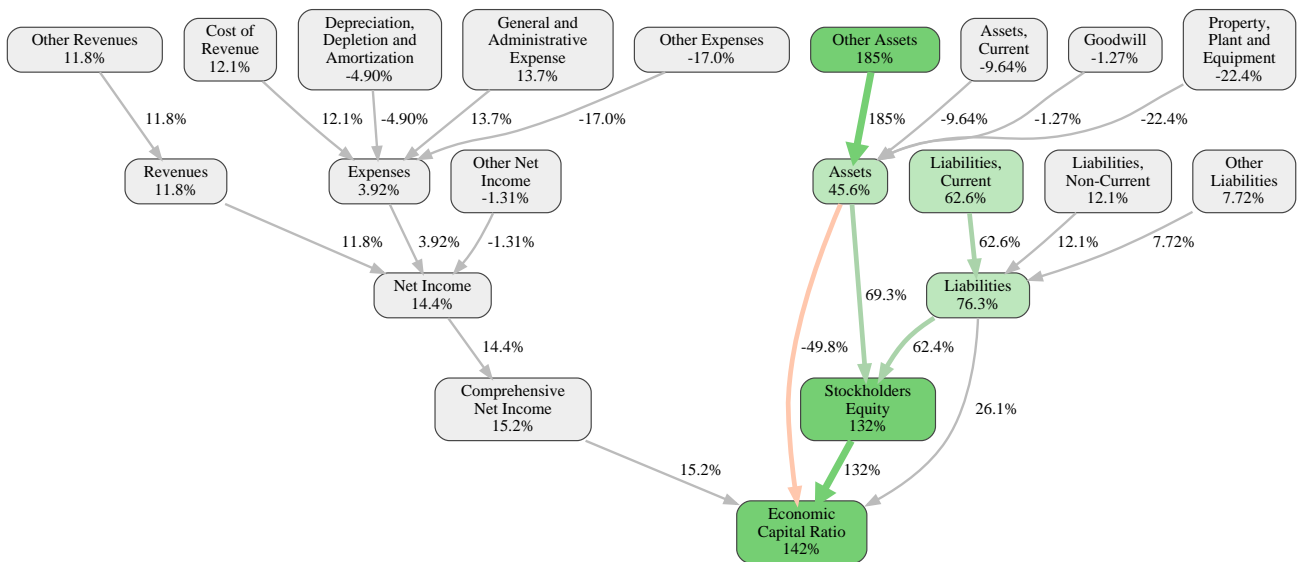 Other Revenues
11.8%
Cost of
Revenue
12.1%
Depreciation,
Depletion and
Amortization
-4.90%
General and
Administrative
Expense
13.7%
Other Expenses
-17.0%
Other Assets
185%
Assets,
Current
-9.64%
Goodwill
-1.27%
Property,
Plant and
Equipment
-22.4%
11.8%
12.1%
-4.90%
13.7%
-17.0%
185%
-9.64%
-1.27%
-22.4%
Revenues
11.8%
Expenses
3.92%
Other Net
Income
-1.31%
Assets
45.6%
Liabilities,
Current
62.6%
Liabilities,
Non-Current
12.1%
Other
Liabilities
7.72%
11.8%
3.92%
-1.31%
62.6%
12.1%
7.72%
Net Income
14.4%
69.3%
Liabilities
76.3%
14.4%
-49.8%
62.4%
Comprehensive
Net Income
15.2%
Stockholders
Equity
132%
26.1%
15.2%
132%
Economic
Capital Ratio
142%